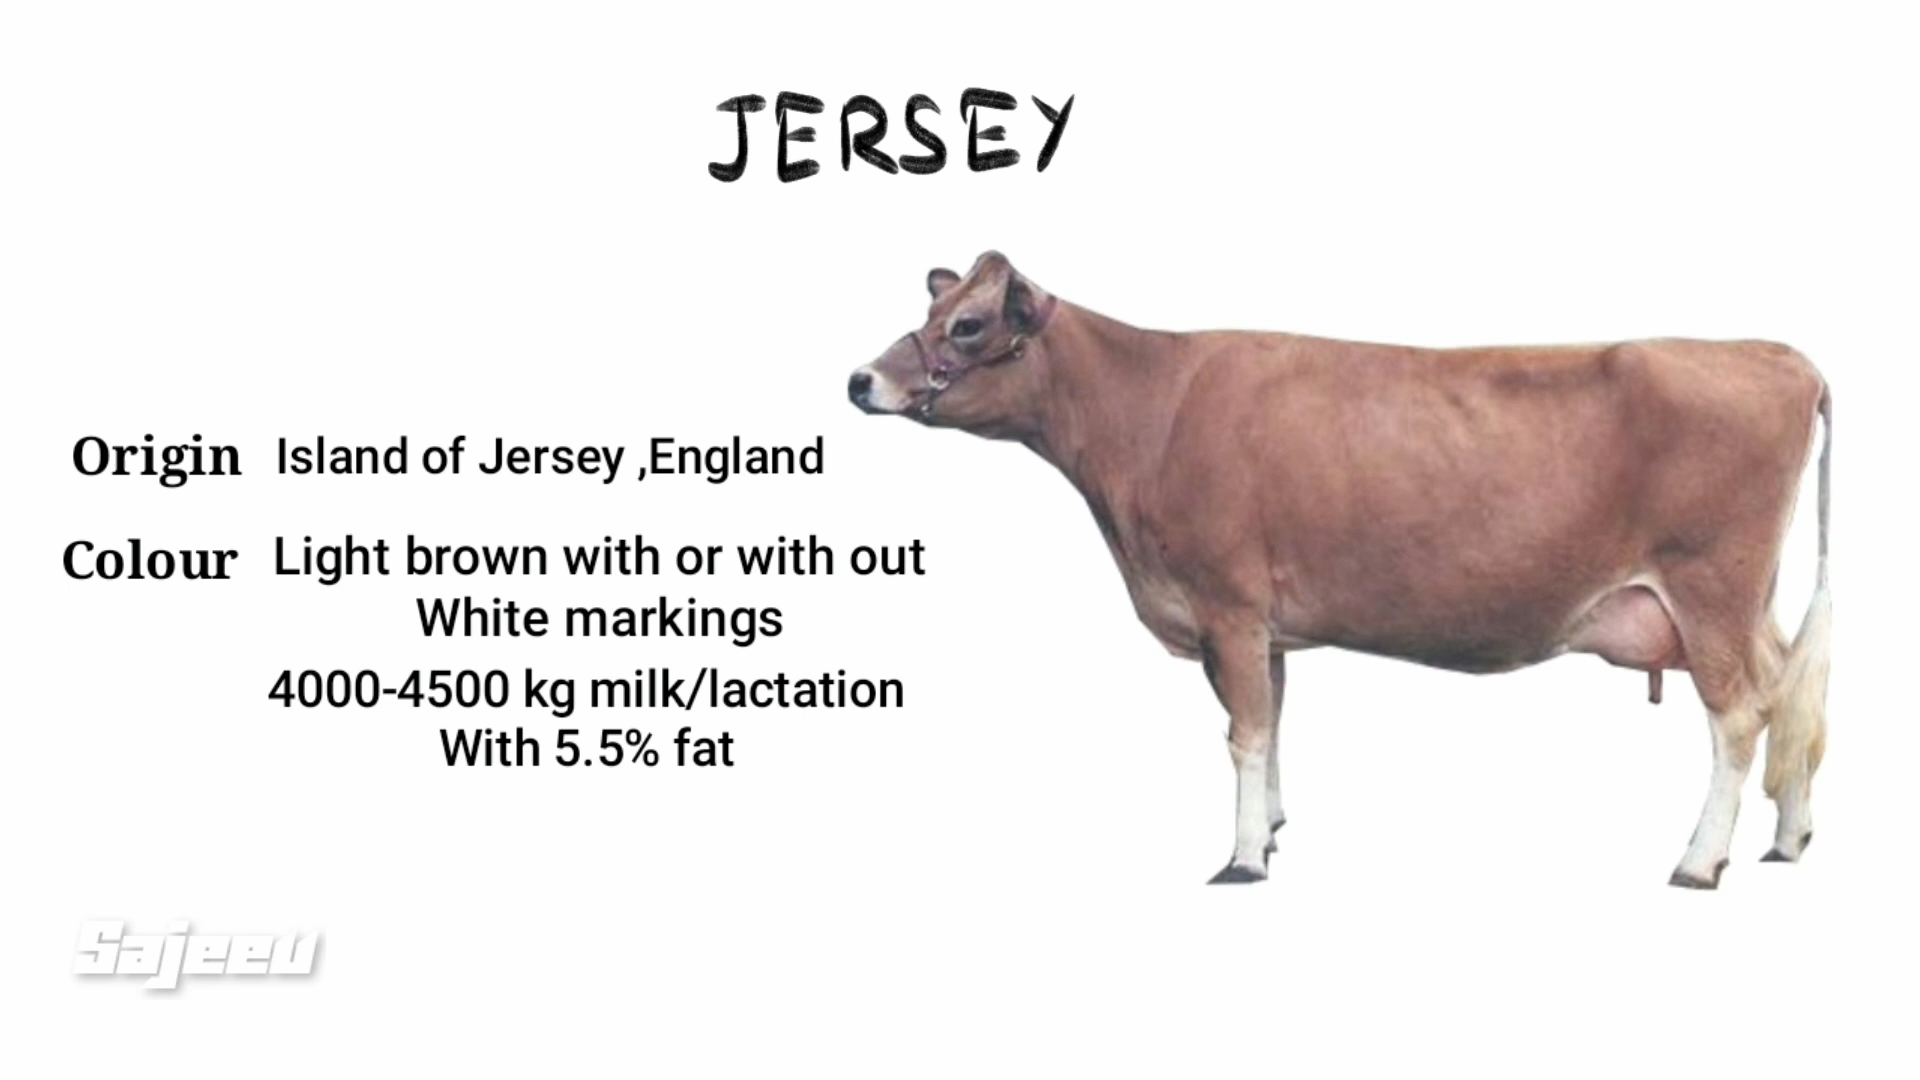 JERSEY
Origin Island of Jersey ,England
Colour Light brown with or with out
White markings
4000-4500 kg milk/lactation
With 5.5% fat
Sajeev